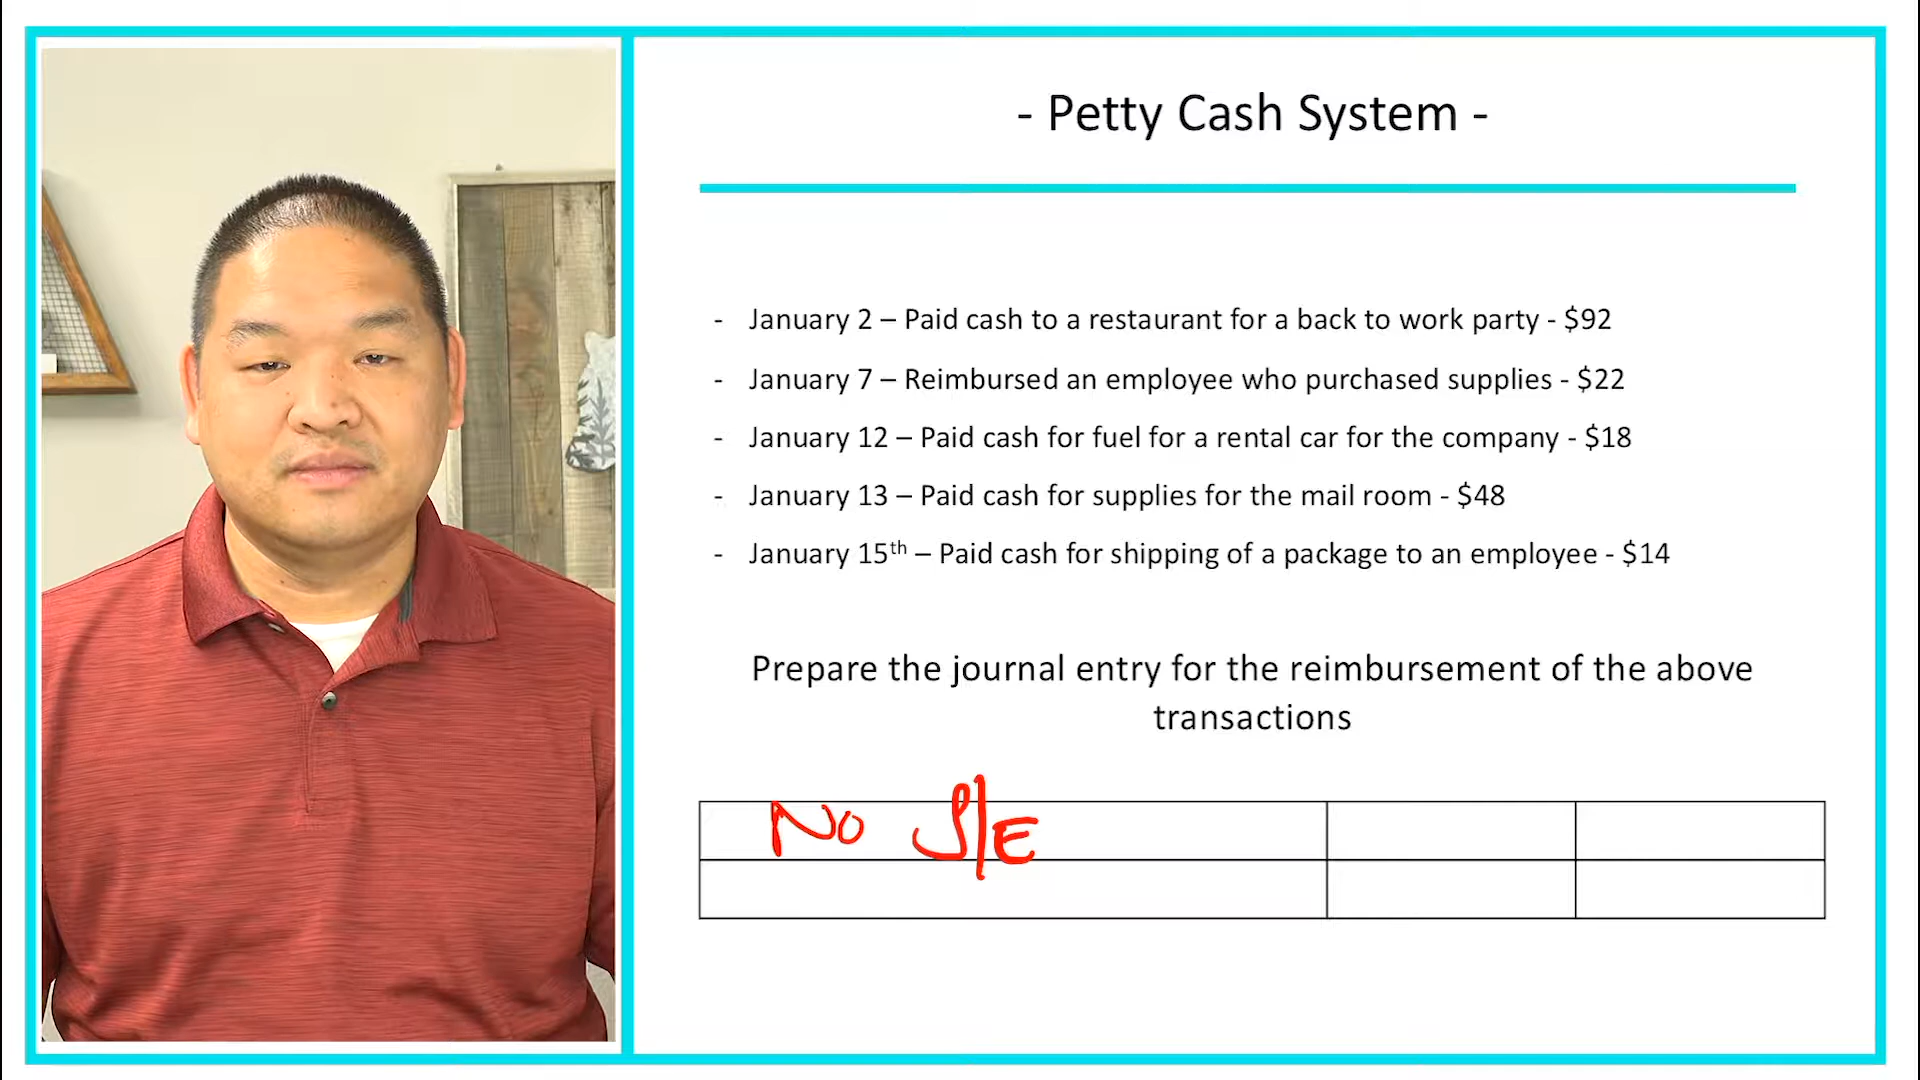 - Petty Cash System -
- January 2 – Paid cash to a restaurant for a back to work party - $92
- January 7 – Reimbursed an employee who purchased supplies - $22
- January 12 – Paid cash for fuel for a rental car for the company - $18
- January 13 – Paid cash for supplies for the mail room - $48
- January 15th – Paid cash for shipping of a package to an employee - $14
Prepare the journal entry for the reimbursement of the above
transactions
No J/E